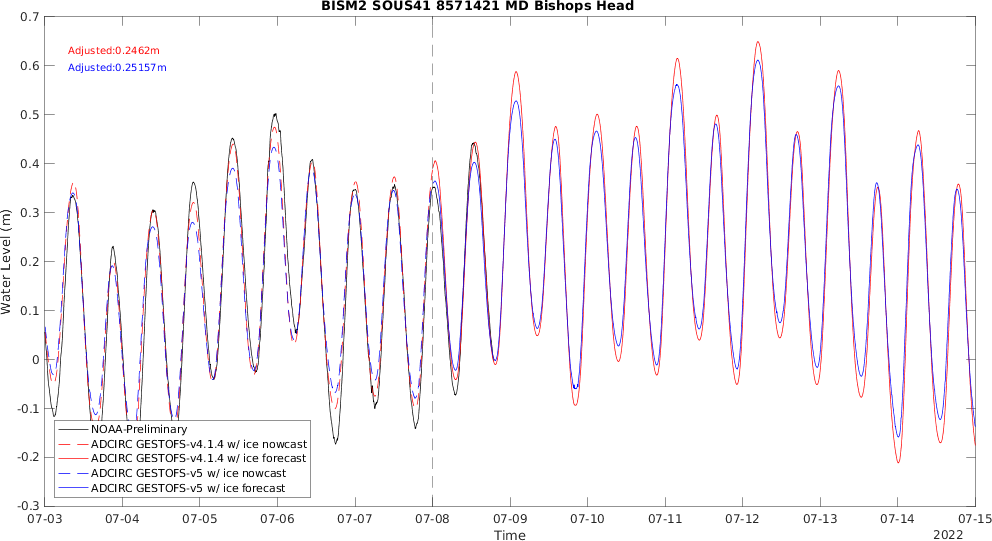 BISM2 SOUS41 8571421 MD Bishops Head
0.7
0.6
0.5
0.4
0.3
0.2
0.1
0
-0.1
-0.2
-0.3
Water Level (m)
Adjusted:0.2462m
Adjusted:0.25157m
NOAA-Preliminary
ADCIRC GESTOFS-v4.1.4 w/ ice nowcast
ADCIRC GESTOFS-v4.1.4 w/ ice forecast
ADCIRC GESTOFS-v5 w/ ice nowcast
ADCIRC GESTOFS-v5 w/ ice forecast
07-03 07-04 07-05 07-06 07-07 07-08 07-09 07-10 07-11 07-12 07-13 07-14 07-15
Time
2022